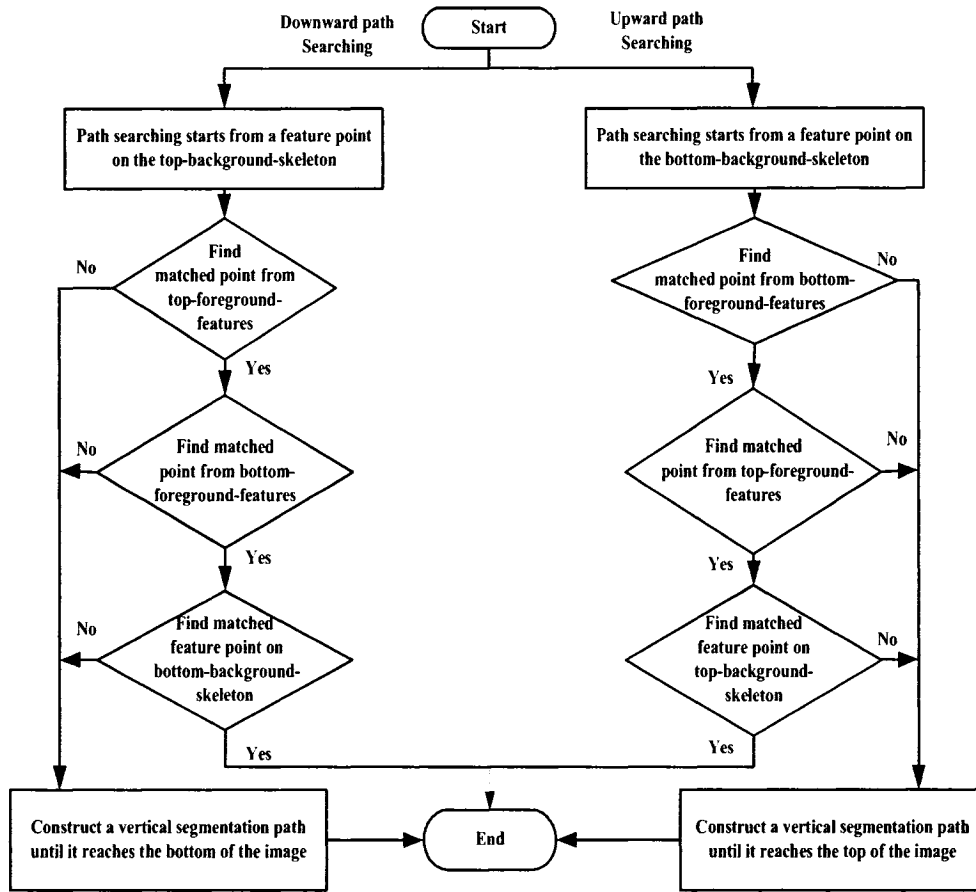 Downward path
Searching
Start
Upward path
Searching
Path searching starts from a feature point
on the top-background-skeleton
Path searching starts from a feature point on
the bottom-background-skeleton
No
Find
matched point from
top-foreground-
features
Find
matched point from bottom-
foreground-features
No
Yes
Yes
No
Find matched
point from bottom-
foreground-features
Find matched
point from top-foreground-
features
No
Yes
Yes
No
Find matched
feature point on
bottom-background-
skeleton
Find matched
feature point on
top-background-
skeleton
No
Yes
Yes
Construct a vertical segmentation path
until it reaches the bottom of the image
End
Construct a vertical segmentation path
until it reaches the top of the image